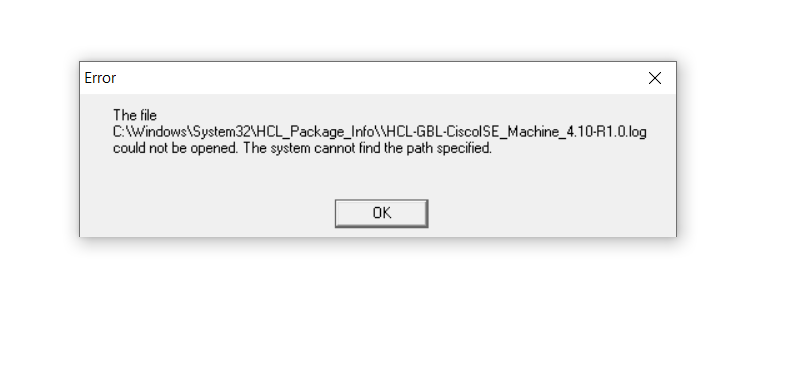 Error
The file
C:\Windows\System32\HCL_Package_Info\\HCL-GBL-CiscoISE_Machine_4.10-R1.0.log
could not be opened. The system cannot find the path specified.
OK